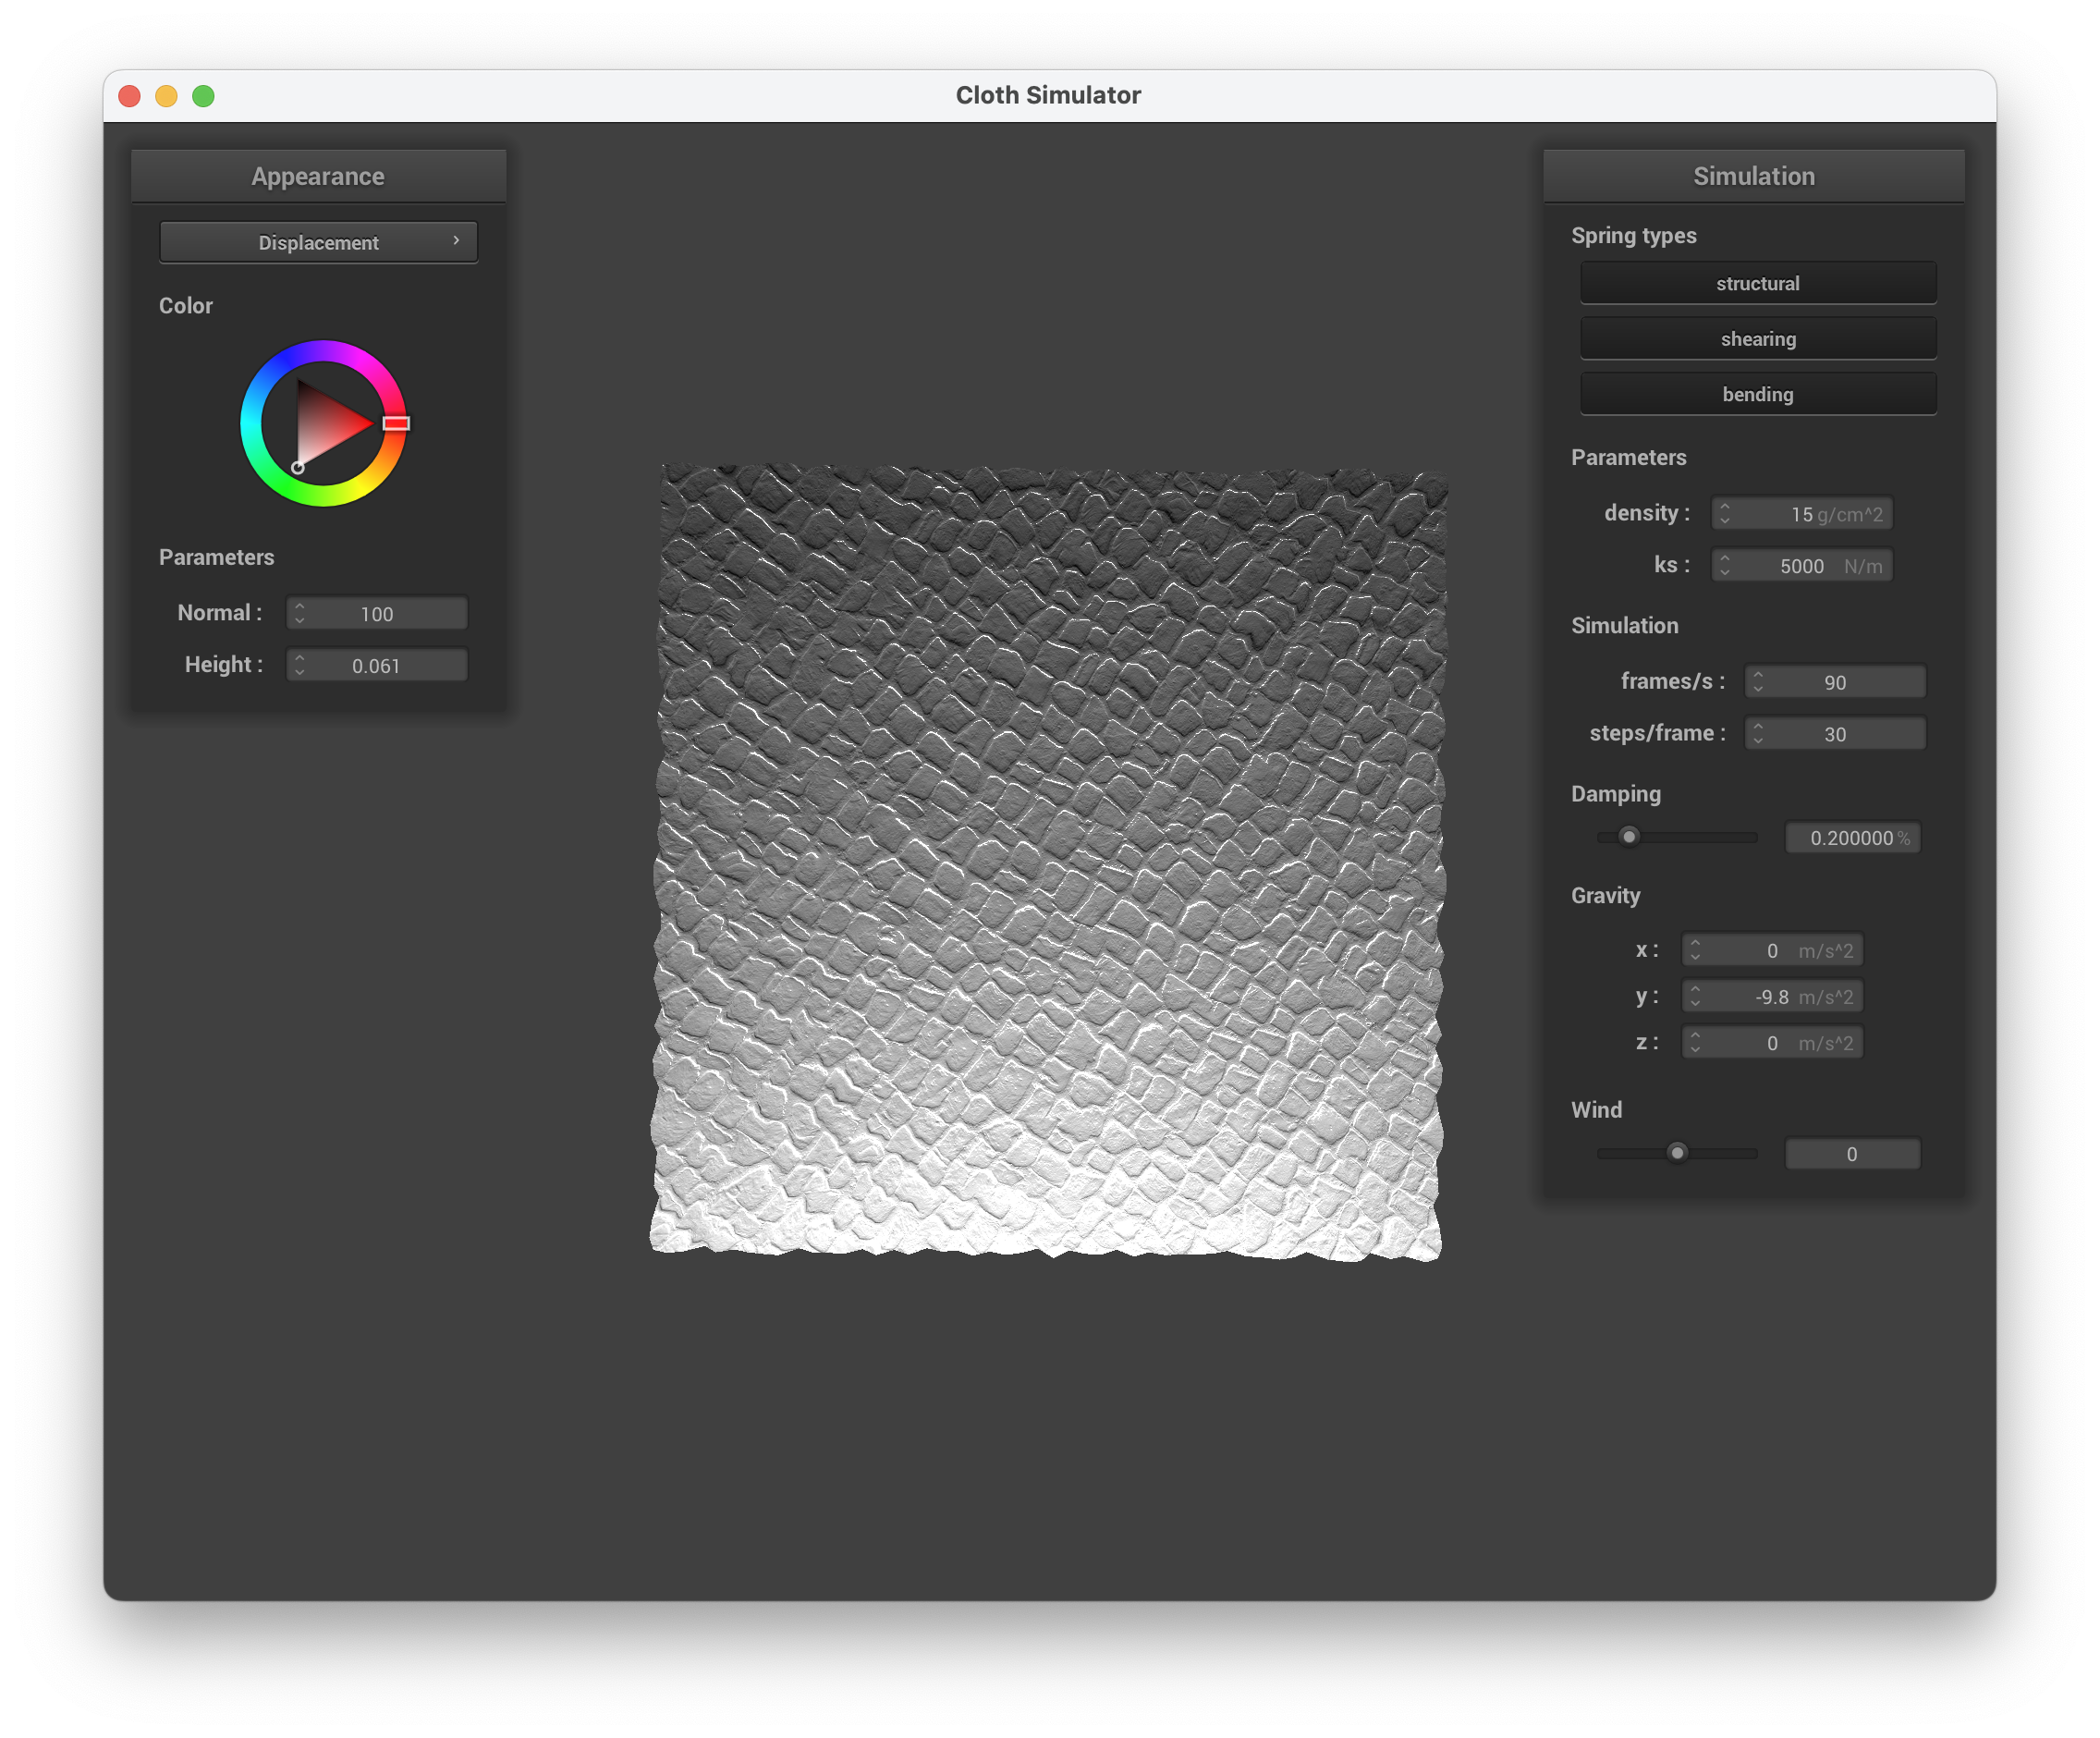 Cloth Simulator
Appearance
Displacement ›
Color
Parameters
Normal : 100
Height : 0.061
Simulation
Spring types
structural
shearing
bending
Parameters
density : 15 g/cm^2
ks : 5000 N/m
Simulation
frames/s : 90
steps/frame : 30
Damping
0.200000 %
Gravity
x : 0 m/s^2
y : -9.8 m/s^2
z : 0 m/s^2
Wind
0